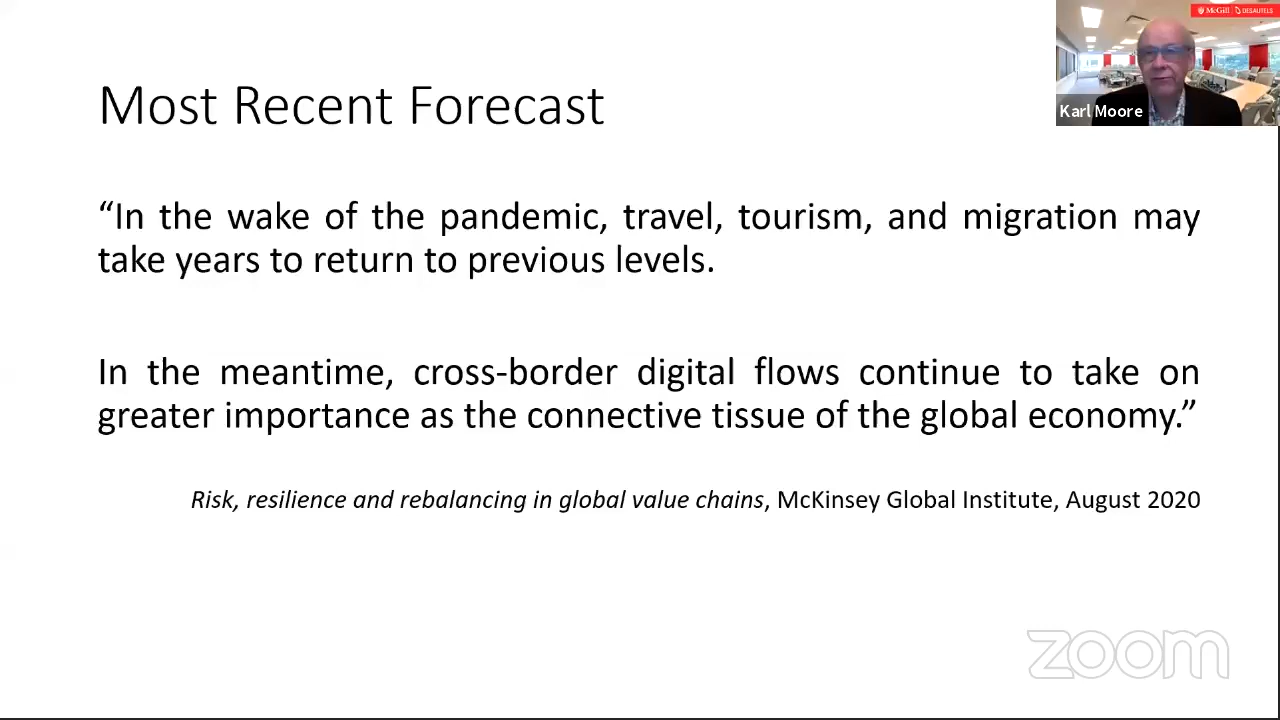 McGill DESAUTELS
Karl Moore
Most Recent Forecast
“In the wake of the pandemic, travel, tourism, and migration may
take years to return to previous levels.
In the meantime, cross-border digital flows continue to take on
greater importance as the connective tissue of the global economy.”
Risk, resilience and rebalancing in global value chains, McKinsey Global Institute, August 2020
zoom